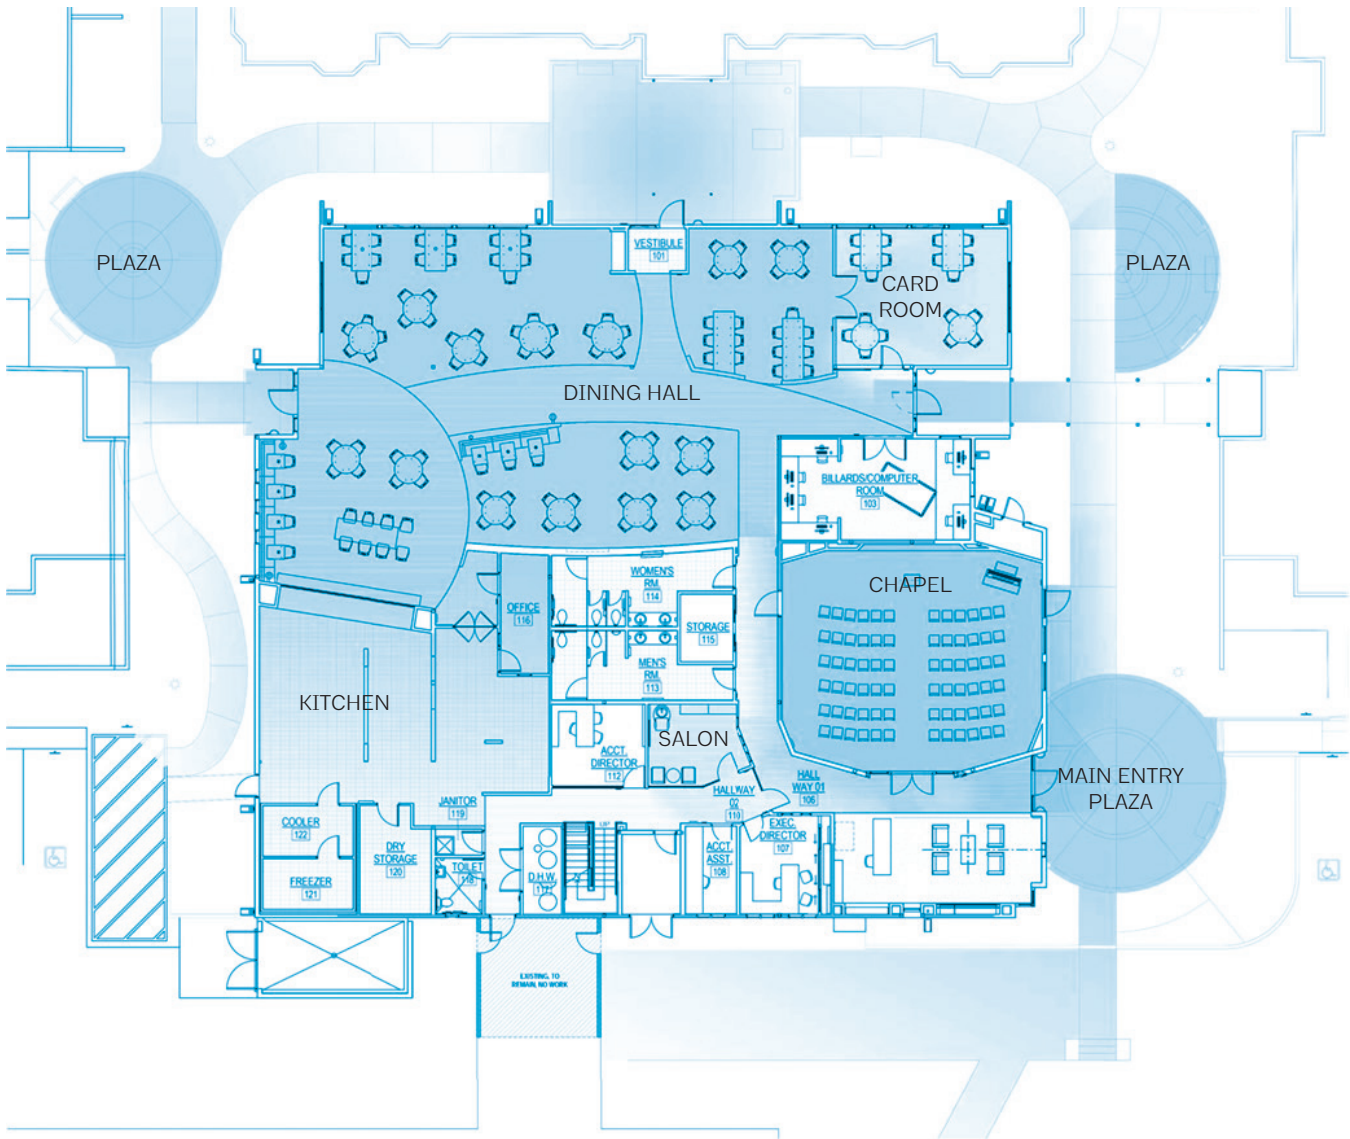 VESTIBULE
101
PLAZA
PLAZA
CARD
ROOM
DINING HALL
BILLARDS/COMPUTER
ROOM
103
WOMEN'S
RM.
114
CHAPEL
OFFICE
116
STORAGE
115
MEN'S
RM.
113
KITCHEN
SALON
ACCT.
DIRECTOR
112
HALL
WAY 01
106
MAIN ENTRY
PLAZA
HALLWAY
02
110
JANITOR
119
COOLER
122
EXEC.
DIRECTOR
107
DRY
STORAGE
120
ACCT.
ASST.
108
TOILET
118
D.H.W.
117
FREEZER
121
EXISTING, TO
REMAIN, NO WORK